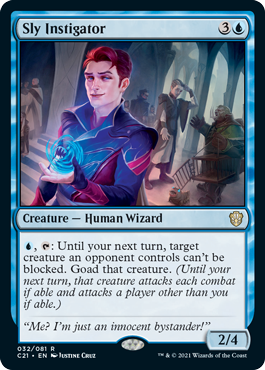 Sly Instigator 3
Creature — Human Wizard
, : Until your next turn, target
creature an opponent controls can't be
blocked. Goad that creature. (Until your
next turn, that creature attacks each combat
if able and attacks a player other than you
if able.)
"Me? I'm just an innocent bystander!"
2/4
032/081 R
C21 • EN Justine Cruz
™ & © 2021 Wizards of the Coast